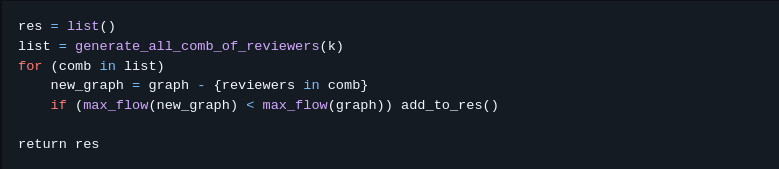 res = list()
list = generate_all_comb_of_reviewers(k)
for (comb in list)
    new_graph = graph - {reviewers in comb}
    if (max_flow(new_graph) < max_flow(graph)) add_to_res()
return res